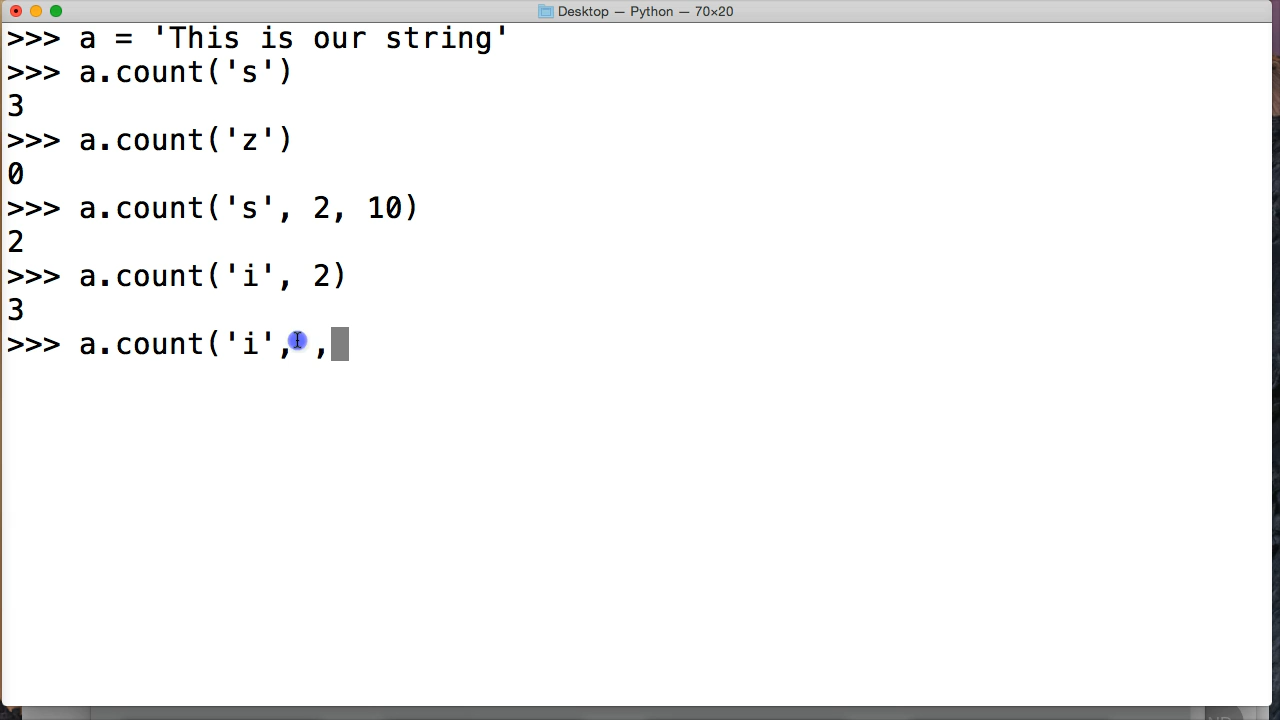 Desktop — Python — 70×20
>>> a = 'This is our string'
>>> a.count('s')
3
>>> a.count('z')
0
>>> a.count('s', 2, 10)
2
>>> a.count('i', 2)
3
>>> a.count('i', ,